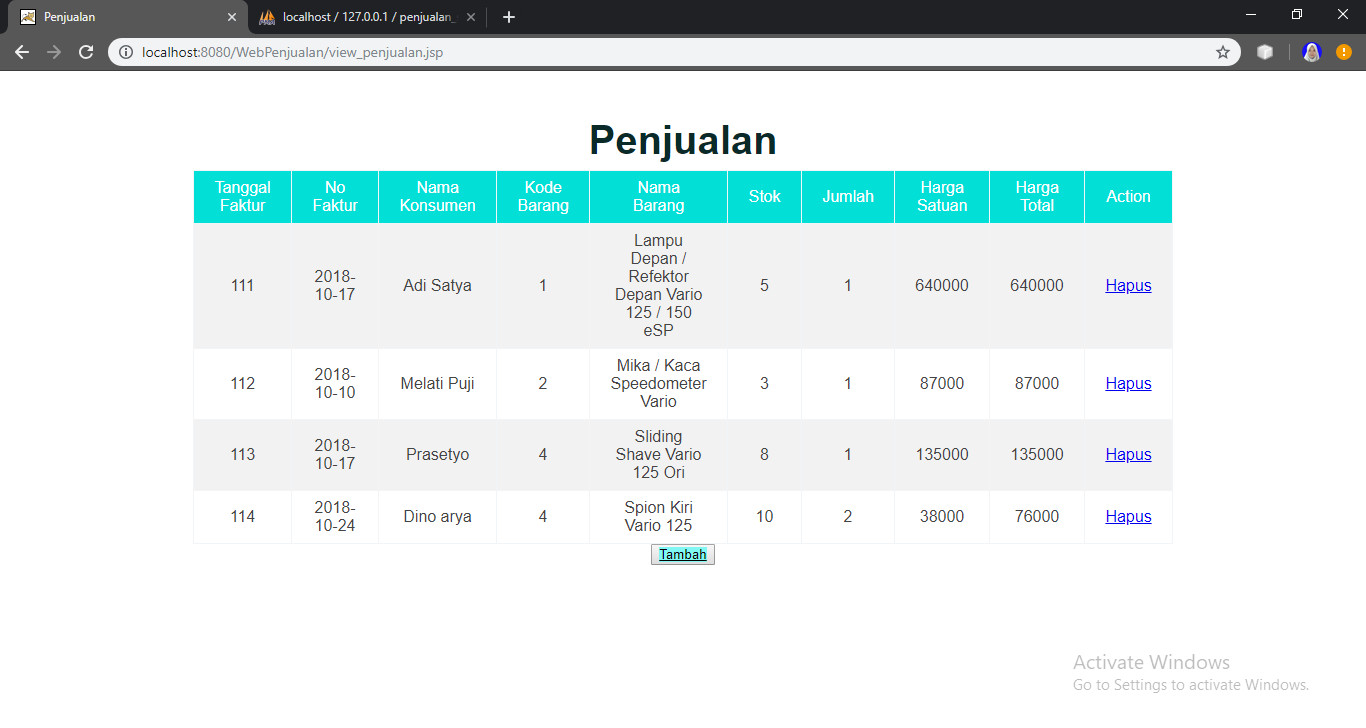 Penjualan
localhost / 127.0.0.1 / penjualan_
localhost:8080/WebPenjualan/view_penjualan.jsp
Penjualan
Tanggal
Faktur
No
Faktur
Nama
Konsumen
Kode
Barang
Nama
Barang
Stok
Jumlah
Harga
Satuan
Harga
Total
Action
111
2018-
10-17
Adi Satya
1
Lampu
Depan /
Refektor
Depan Vario
125 / 150
eSP
5
1
640000
640000
Hapus
112
2018-
10-10
Melati Puji
2
Mika / Kaca
Speedometer
Vario
3
1
87000
87000
Hapus
113
2018-
10-17
Prasetyo
4
Sliding
Shave Vario
125 Ori
8
1
135000
135000
Hapus
114
2018-
10-24
Dino arya
4
Spion Kiri
Vario 125
10
2
38000
76000
Hapus
Tambah
Activate Windows
Go to Settings to activate Windows.